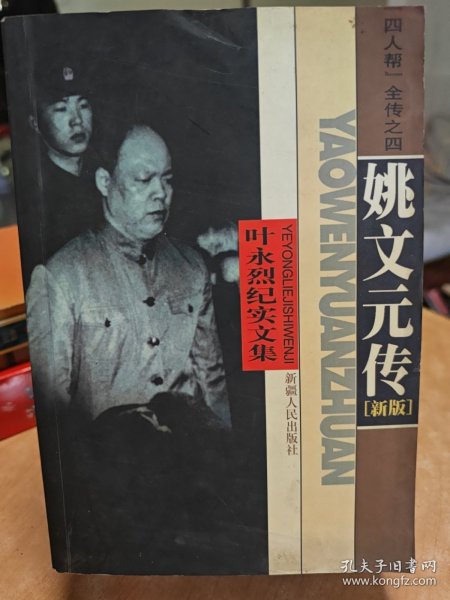 四人帮』全传之四
姚文元传
[新版]
YAOWENYUANZHUAN
YEYONGLIEJISHIWENJI
叶永烈纪实文集
新疆人民出版社
孔夫子旧书网
www.kongfz.com